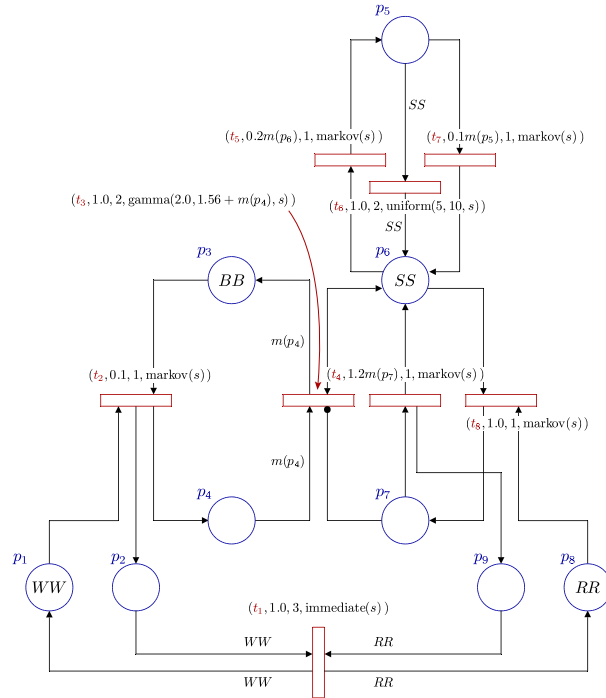 p5
SS
(t5, 0.2m(p6), 1, markov(s))
(t7, 0.1m(p5), 1, markov(s))
(t3, 1.0, 2, gamma(2.0, 1.56 + m(p4), s)
(t6, 1.0, 2, uniform(5, 10, s))
SS
p3
p6
BB
SS
m(p4)
(t2, 0.1, 1, markov(s))
(t4, 1.2m(p7), 1, markov(s))
(t8, 1.0, 1, markov(s))
m(p4)
p4
p7
p1
p2
p9
p8
WW
RR
(t1, 1.0, 3, immediate(s))
WW
RR
WW
RR